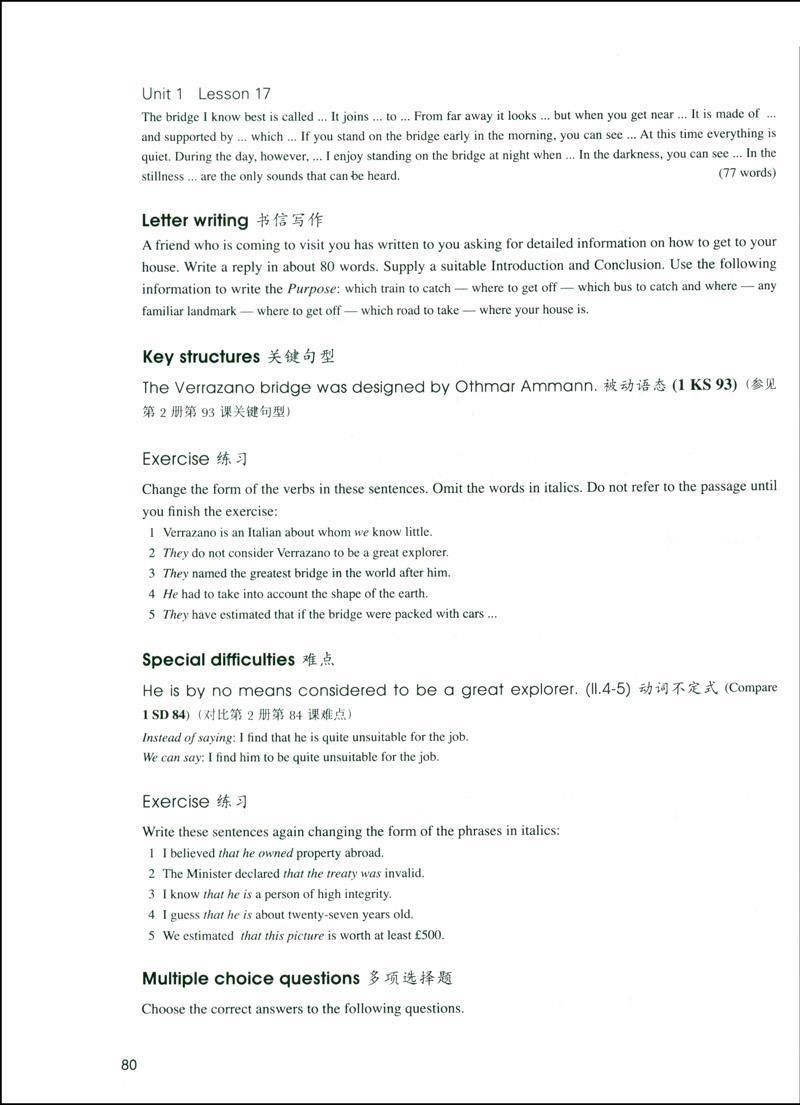 Unit 1 Lesson 17
The bridge I know best is called ... It joins ... to ... From far away it looks ... but when you get near ... It is made of ...
and supported by ... which ... If you stand on the bridge early in the morning, you can see ... At this time everything is
quiet. During the day, however, ... I enjoy standing on the bridge at night when ... In the darkness, you can see ... In the
stillness ... are the only sounds that can be heard. (77 words)
Letter writing 书信写作
A friend who is coming to visit you has written to you asking for detailed information on how to get to your
house. Write a reply in about 80 words. Supply a suitable Introduction and Conclusion. Use the following
information to write the Purpose: which train to catch — where to get off — which bus to catch and where — any
familiar landmark — where to get off — which road to take — where your house is.
Key structures 关键句型
The Verrazano bridge was designed by Othmar Ammann. 被动语态 (1 KS 93)（参见
第 2 册第 93 课关键句型）
Exercise 练习
Change the form of the verbs in these sentences. Omit the words in italics. Do not refer to the passage until
you finish the exercise:
1 Verrazano is an Italian about whom we know little.
2 They do not consider Verrazano to be a great explorer.
3 They named the greatest bridge in the world after him.
4 He had to take into account the shape of the earth.
5 They have estimated that if the bridge were packed with cars ...
Special difficulties 难点
He is by no means considered to be a great explorer. (ll.4-5) 动词不定式 (Compare
1 SD 84)（对比第 2 册第 84 课难点）
Instead of saying: I find that he is quite unsuitable for the job.
We can say: I find him to be quite unsuitable for the job.
Exercise 练习
Write these sentences again changing the form of the phrases in italics:
1 I believed that he owned property abroad.
2 The Minister declared that the treaty was invalid.
3 I know that he is a person of high integrity.
4 I guess that he is about twenty-seven years old.
5 We estimated that this picture is worth at least £500.
Multiple choice questions 多项选择题
Choose the correct answers to the following questions.
80